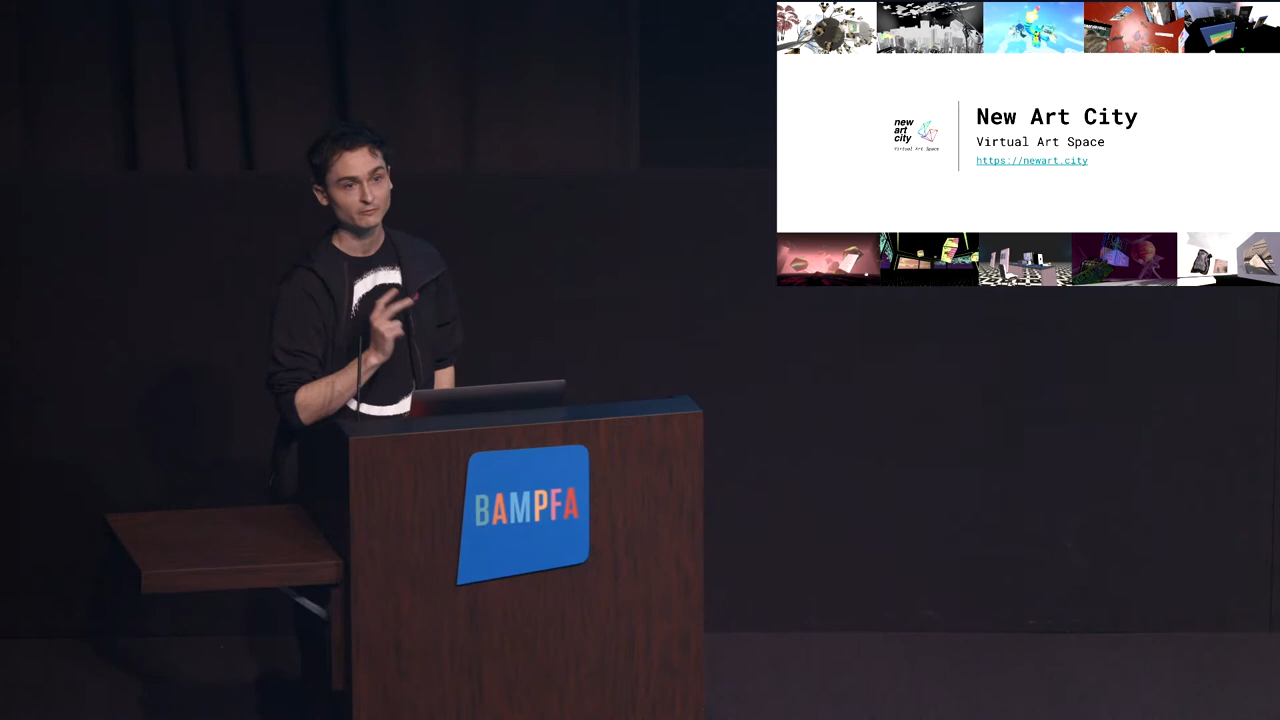 new
art
city
Virtual Art Space
New Art City
Virtual Art Space
https://newart.city
BAMPFA